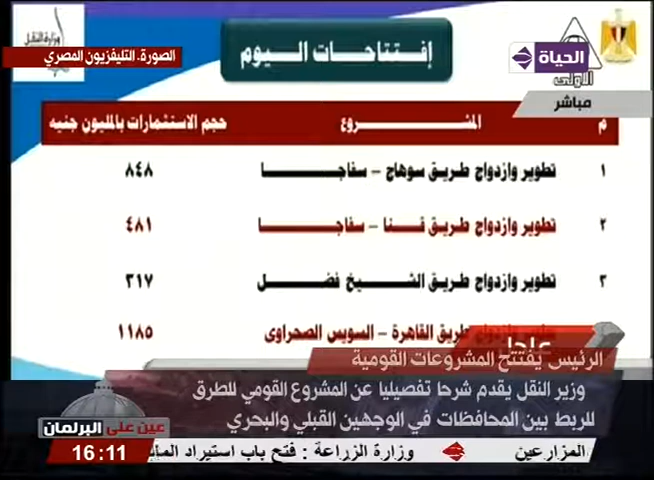 وزارة النقل
الصورة. التليفزيون المصري
إفتتاحات اليوم
الحياة
الأولى
مباشر
م المشروع حجم الاستثمارات بالمليون جنيه
١ تطوير وازدواج طريق سوهاج – سفاجا ٨٤٨
٢ تطوير وازدواج طريق قنا – سفاجا ٤٨١
٣ تطوير وازدواج طريق الشيخ فضل ٣١٧
وازدواج طريق القاهرة – السويس الصحراوى ١١٨٥
عاجل
الرئيس يفتتح المشروعات القومية
وزير النقل يقدم شرحا تفصيليا عن المشروع القومي للطرق
للربط بين المحافظات في الوجهين القبلي والبحري
عين على البرلمان
المزارعين وزارة الزراعة : فتح باب استيراد
16:11